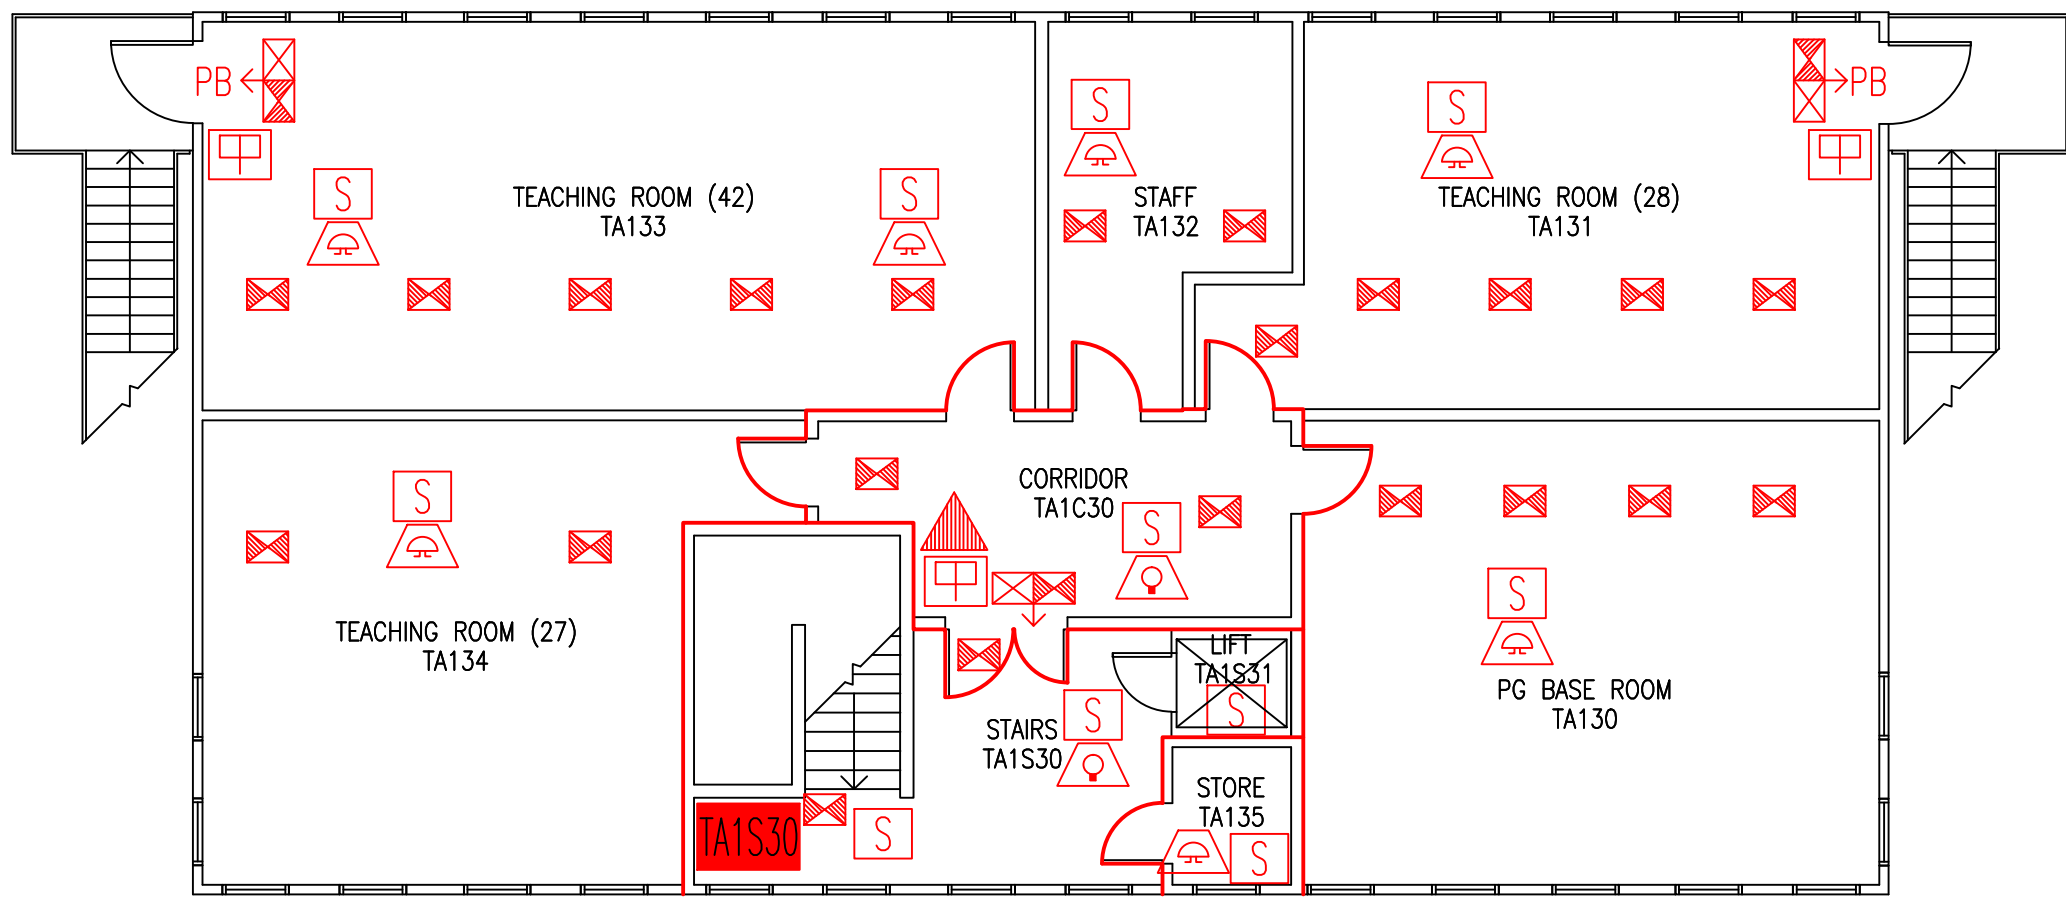 PB
S
S
TEACHING ROOM (42)
TA133
S
STAFF
TA132
S
TEACHING ROOM (28)
TA131
PB
S
TEACHING ROOM (27)
TA134
CORRIDOR
TA1C30
S
S
PG BASE ROOM
TA130
LIFT
TA1S31
S
STAIRS
TA1S30
S
STORE
TA135
S
TA1S30
S